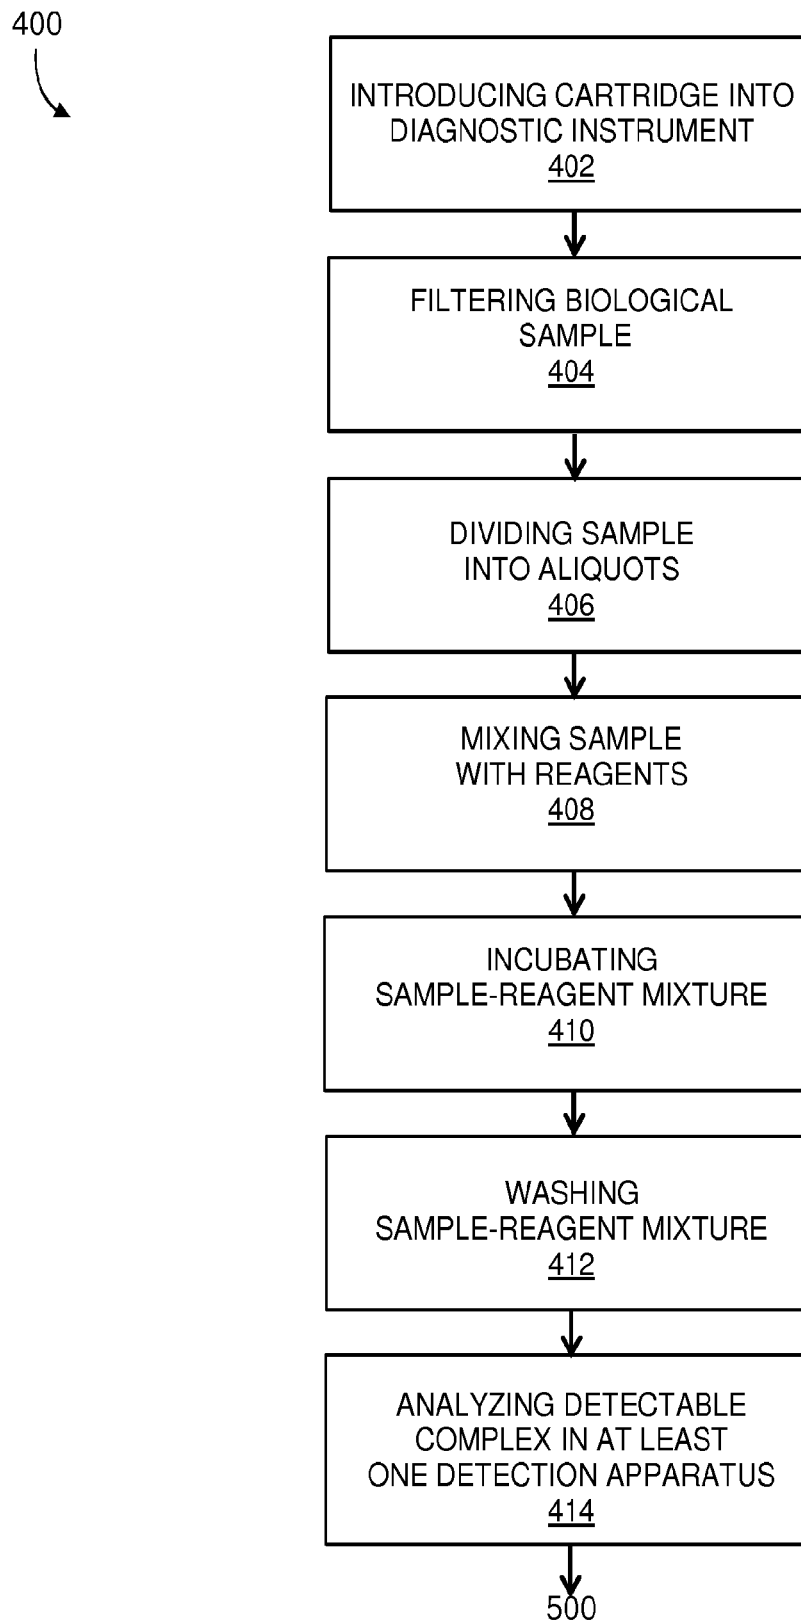 400
INTRODUCING CARTRIDGE INTO
DIAGNOSTIC INSTRUMENT
402
FILTERING BIOLOGICAL
SAMPLE
404
DIVIDING SAMPLE
INTO ALIQUOTS
406
MIXING SAMPLE
WITH REAGENTS
408
INCUBATING
SAMPLE-REAGENT MIXTURE
410
WASHING
SAMPLE-REAGENT MIXTURE
412
ANALYZING DETECTABLE
COMPLEX IN AT LEAST
ONE DETECTION APPARATUS
414
500